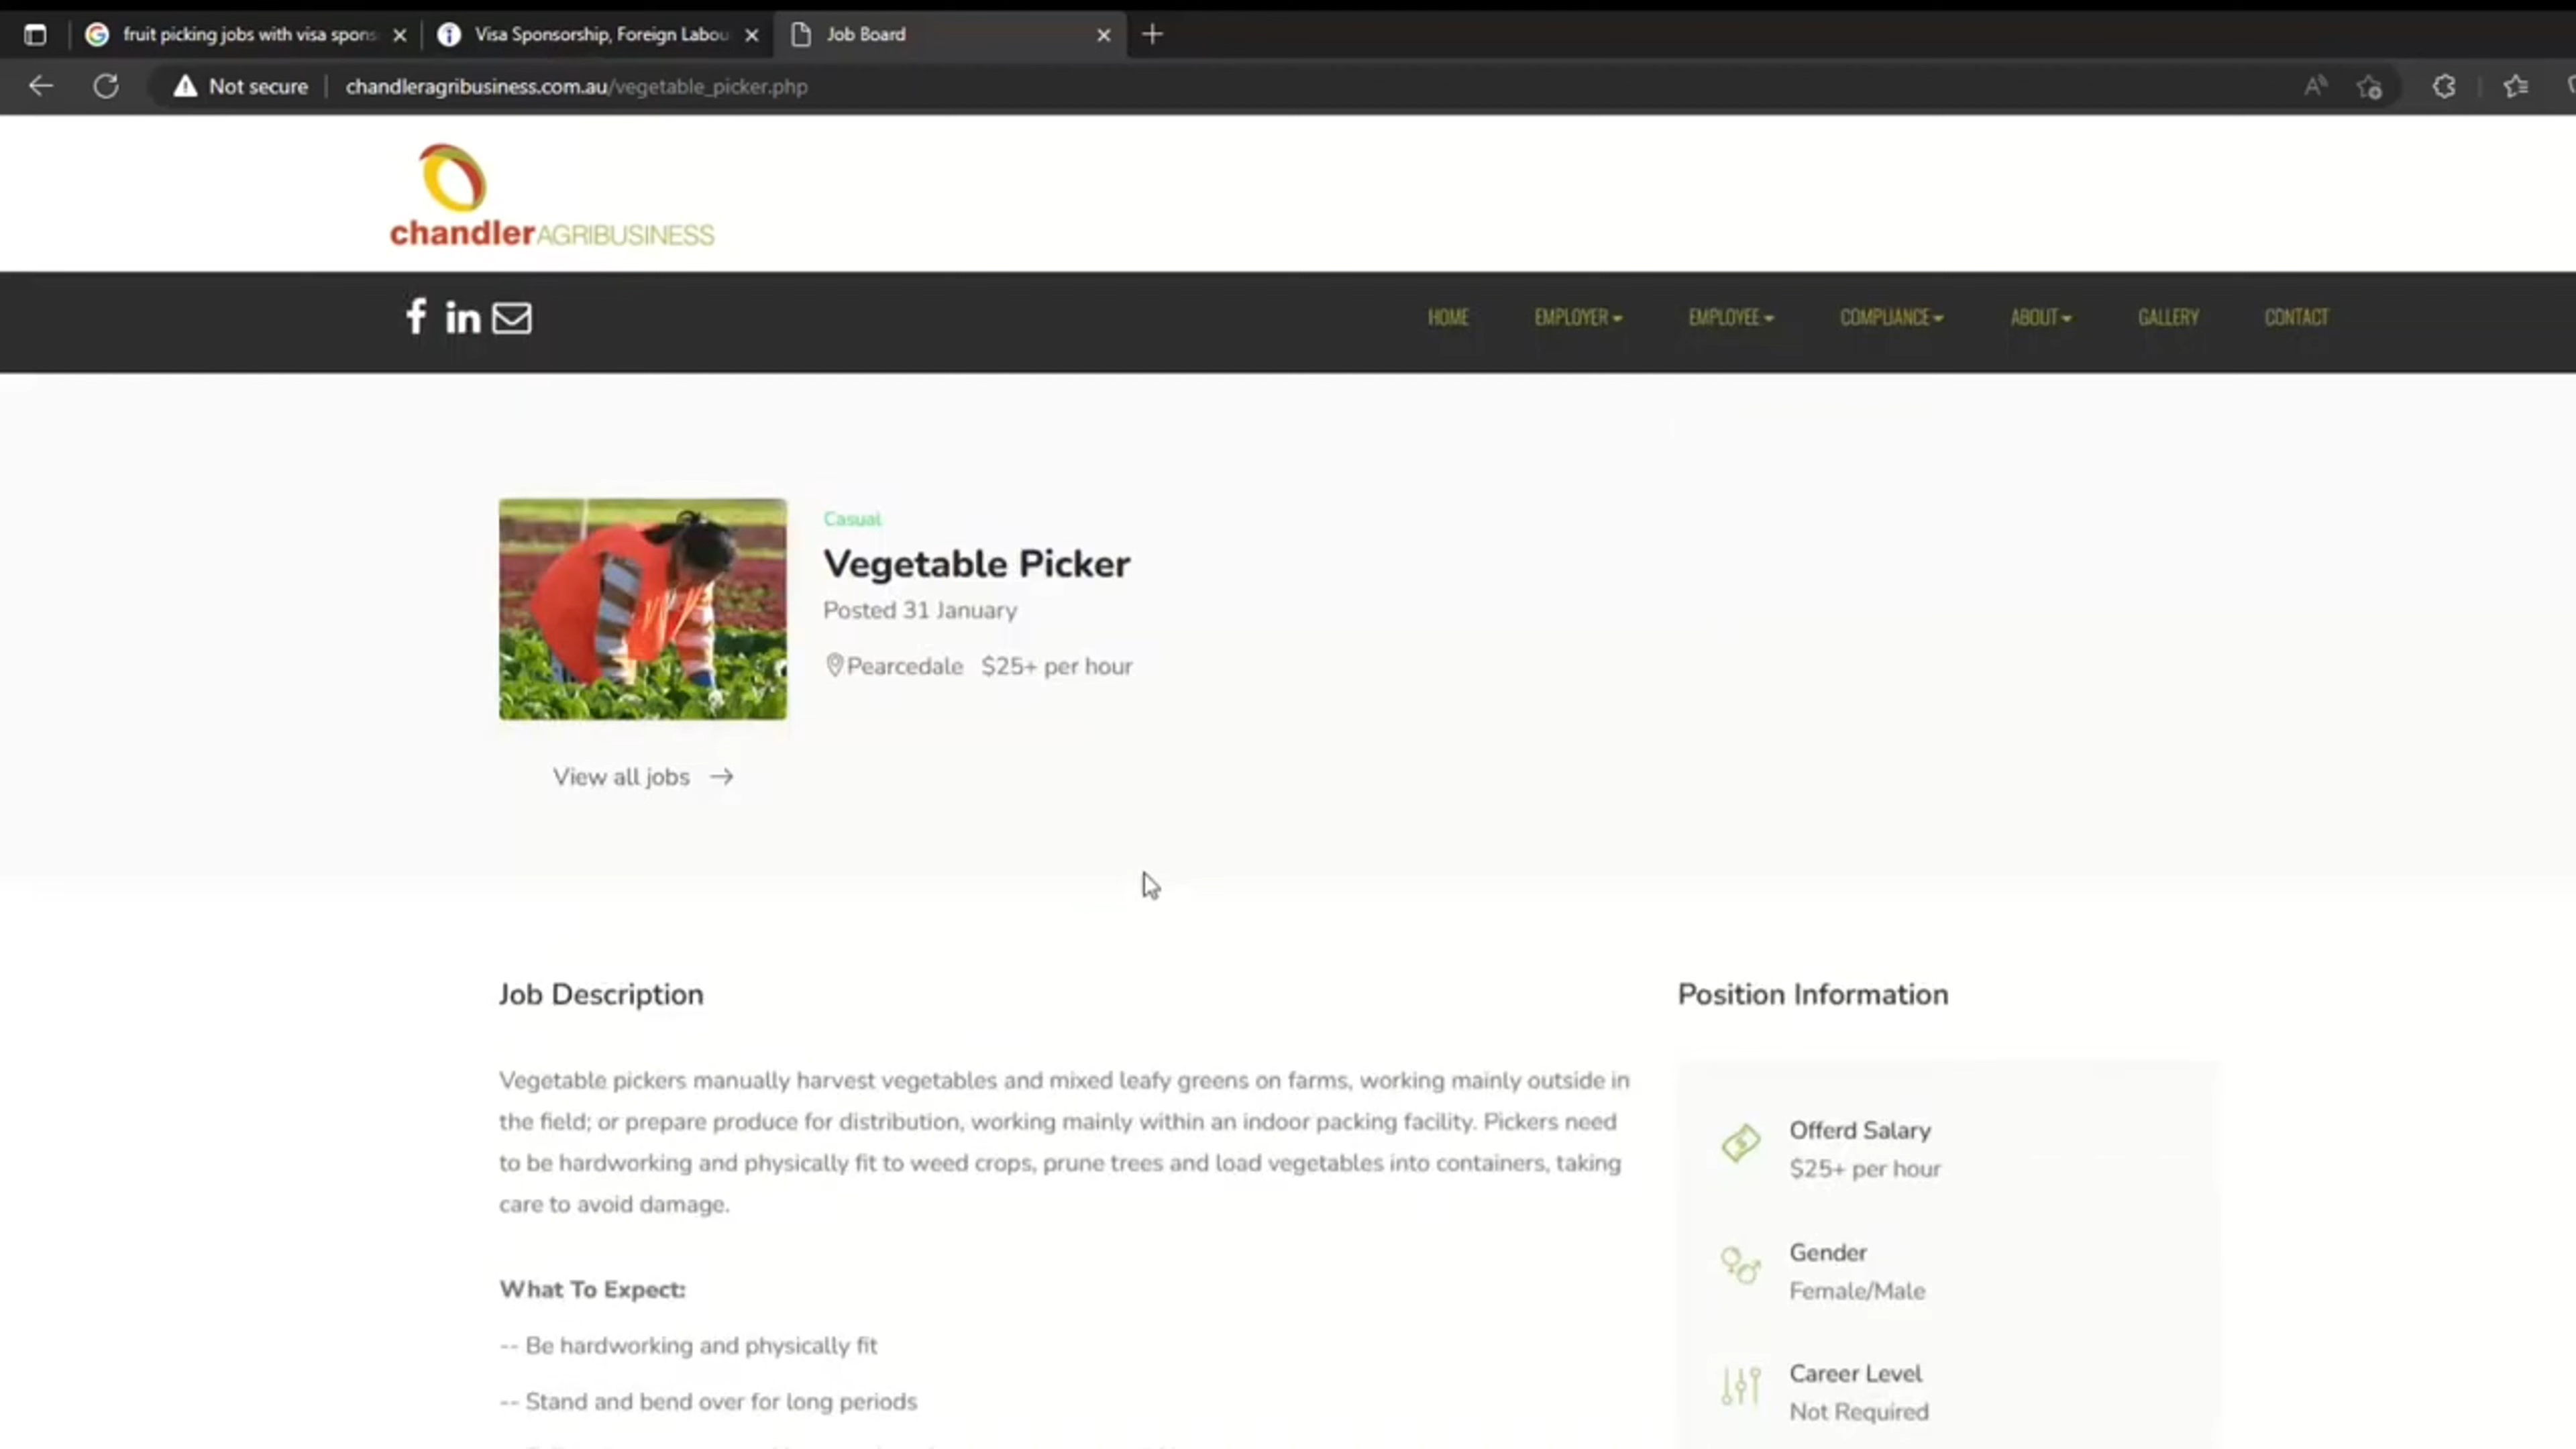 fruit picking jobs with visa spons
Visa Sponsorship, Foreign Labou
Job Board
Not secure
chandleragribusiness.com.au/vegetable_picker.php
chandlerAGRIBUSINESS
HOME EMPLOYER EMPLOYEE COMPLIANCE ABOUT GALLERY CONTACT
Casual
Vegetable Picker
Posted 31 January
Pearcedale $25+ per hour
View all jobs →
Job Description
Vegetable pickers manually harvest vegetables and mixed leafy greens on farms, working mainly outside in
the field; or prepare produce for distribution, working mainly within an indoor packing facility. Pickers need
to be hardworking and physically fit to weed crops, prune trees and load vegetables into containers, taking
care to avoid damage.
What To Expect:
-- Be hardworking and physically fit
-- Stand and bend over for long periods
Position Information
Offerd Salary
$25+ per hour
Gender
Female/Male
Career Level
Not Required